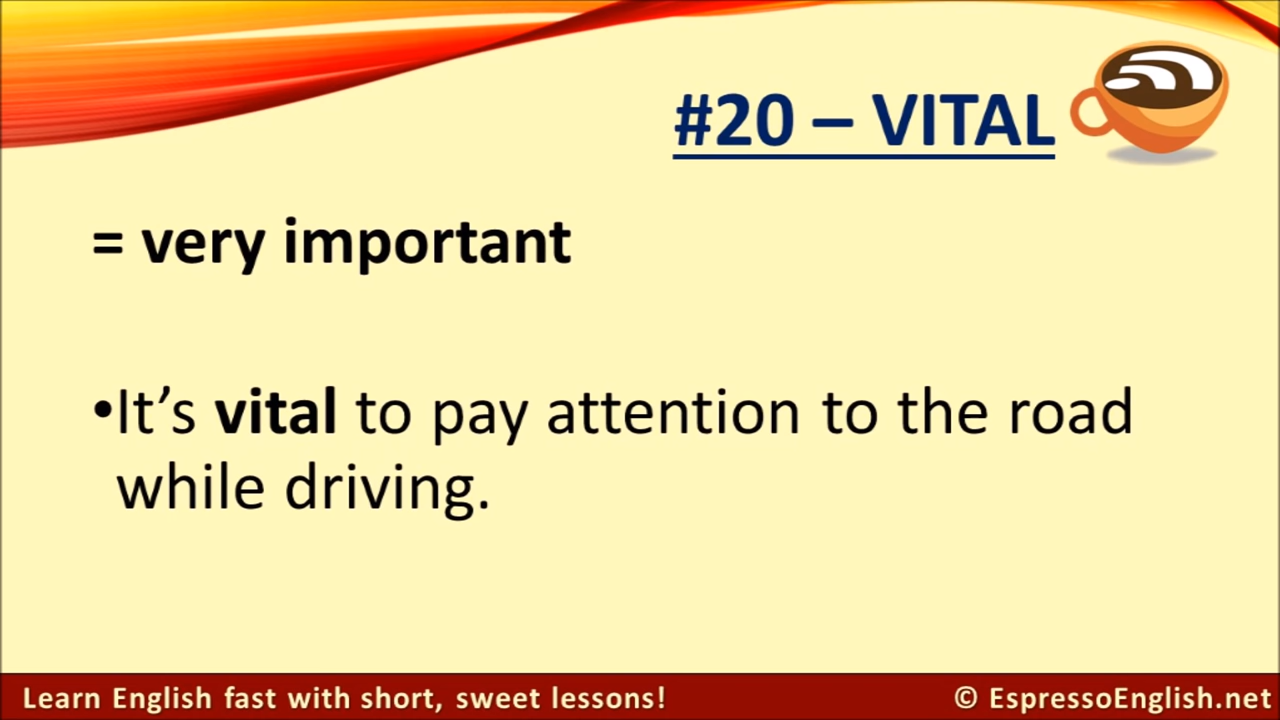 #20 – VITAL
= very important
•It’s vital to pay attention to the road
while driving.
Learn English fast with short, sweet lessons!
© EspressoEnglish.net